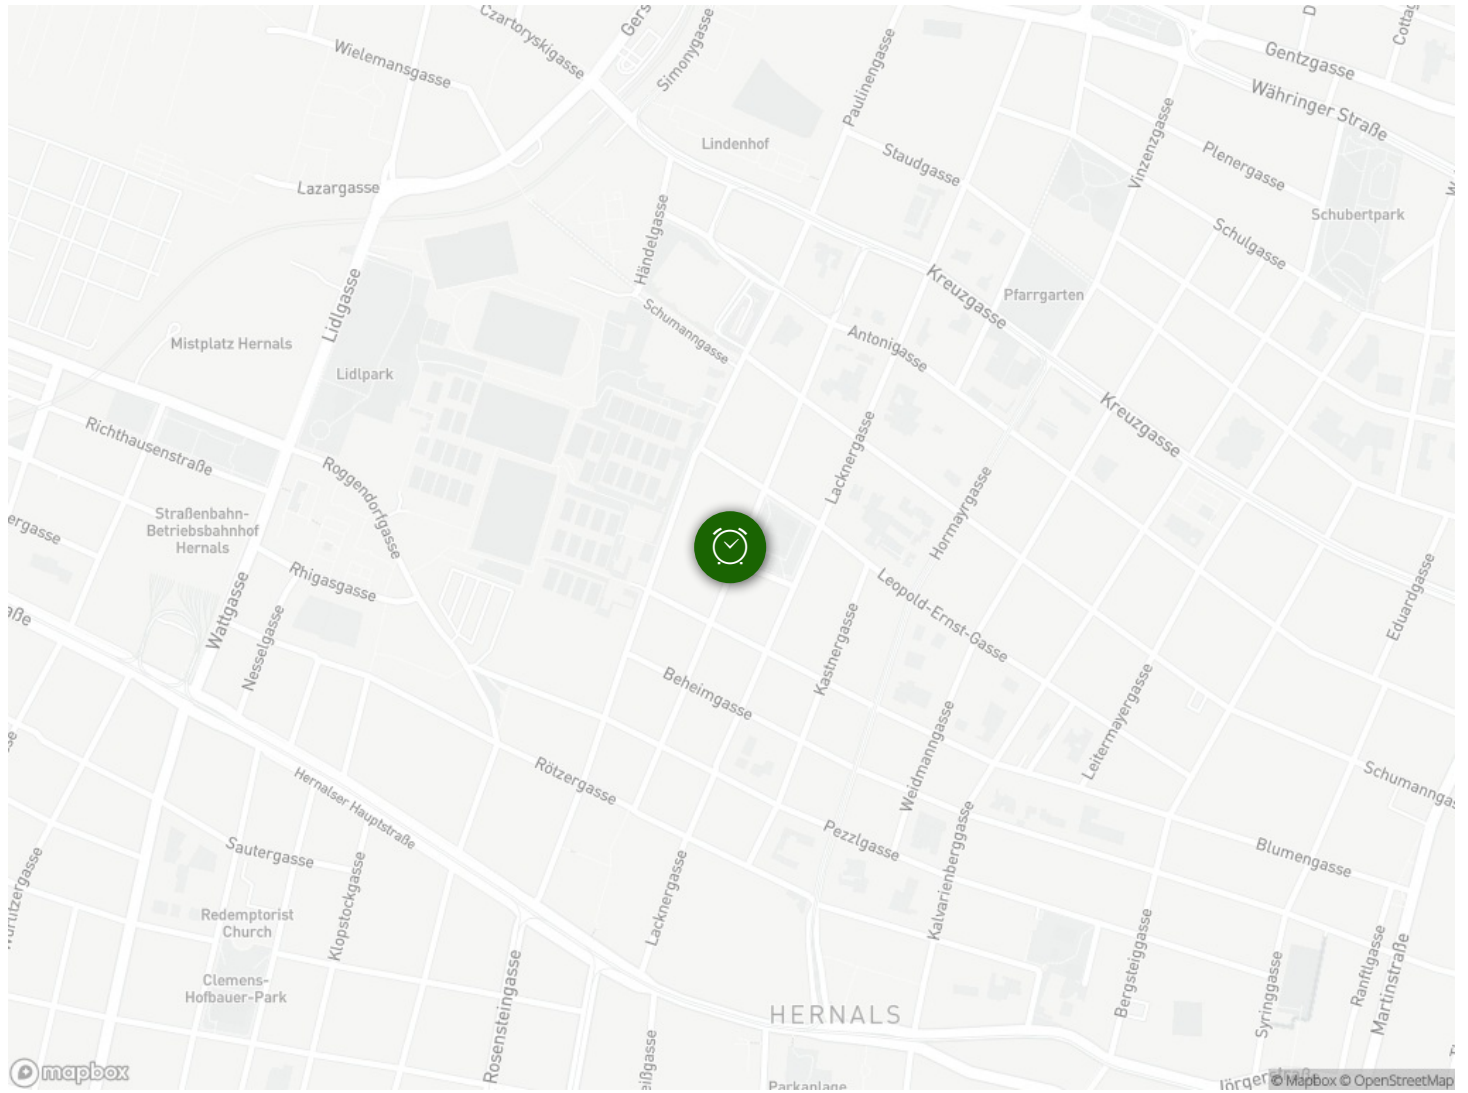 Czartoryskigasse
Simonygasse
Paulinengasse
Gentzgasse
Wielemansgasse
Währinger Straße
Lindenhof
Staudgasse
Vinzenzgasse
Plenergasse
Lazargasse
Händelgasse
Schubertpark
Schulgasse
Lidlgasse
Kreuzgasse
Pfarrgarten
Schumanngasse
Mistplatz Hernals
Antonigasse
Lidlpark
Kreuzgasse
Richthausenstraße
Lacknergasse
Roggendorfgasse
Hormayrgasse
Straßenbahn-
Betriebsbahnhof
Hernals
ergasse
Rhigasgasse
Leopold-Ernst-Gasse
Eduardgasse
Wattgasse
Nesselgasse
aße
Kastnergasse
Beheimgasse
Leitermayergasse
Weidmanngasse
Rötzergasse
Hernalser Hauptstraße
Schumanngas
Pezzlgasse
Blumengasse
Sautergasse
Klopstockgasse
Lacknergasse
Kalvarienberggasse
Redemptorist
Church
Bergsteiggasse
Ranftlgasse
Martinstraße
Syringgasse
Rosensteingasse
Clemens-
Hofbauer-Park
HERNALS
eißgasse
Parkanlage
mapbox
© Mapbox © OpenStreetMap